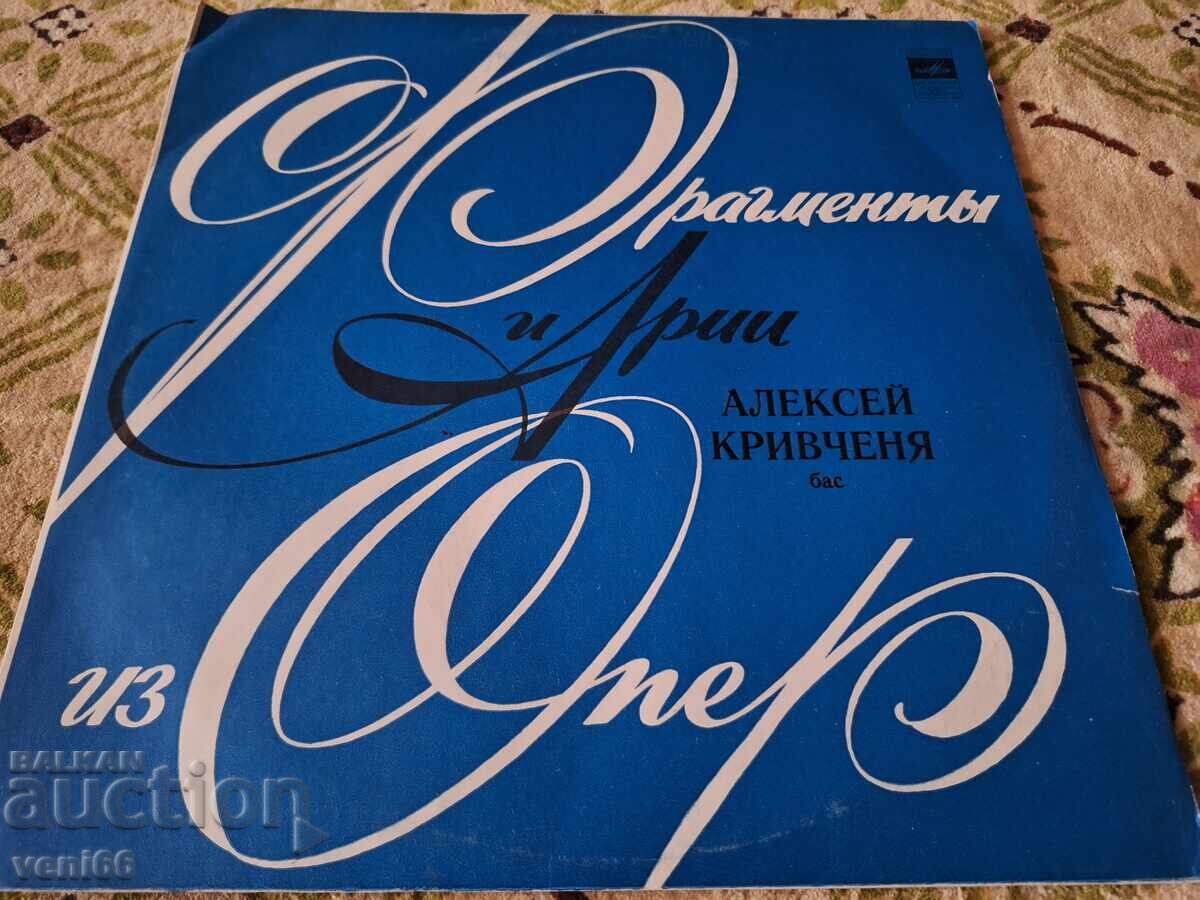 Фрагменты
и Арии
АЛЕКСЕЙ
КРИВЧЕНЯ
бас
из Опер
BALKAN
auction
veni66